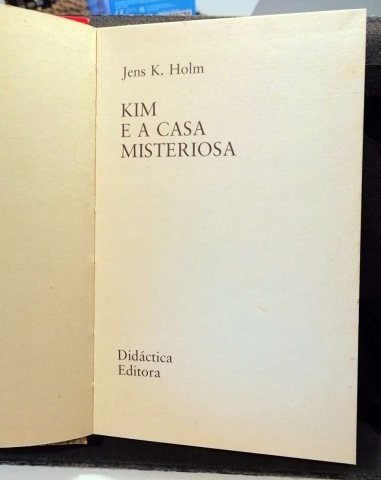 Jens K. Holm
KIM
E A CASA
MISTERIOSA
Didáctica
Editora